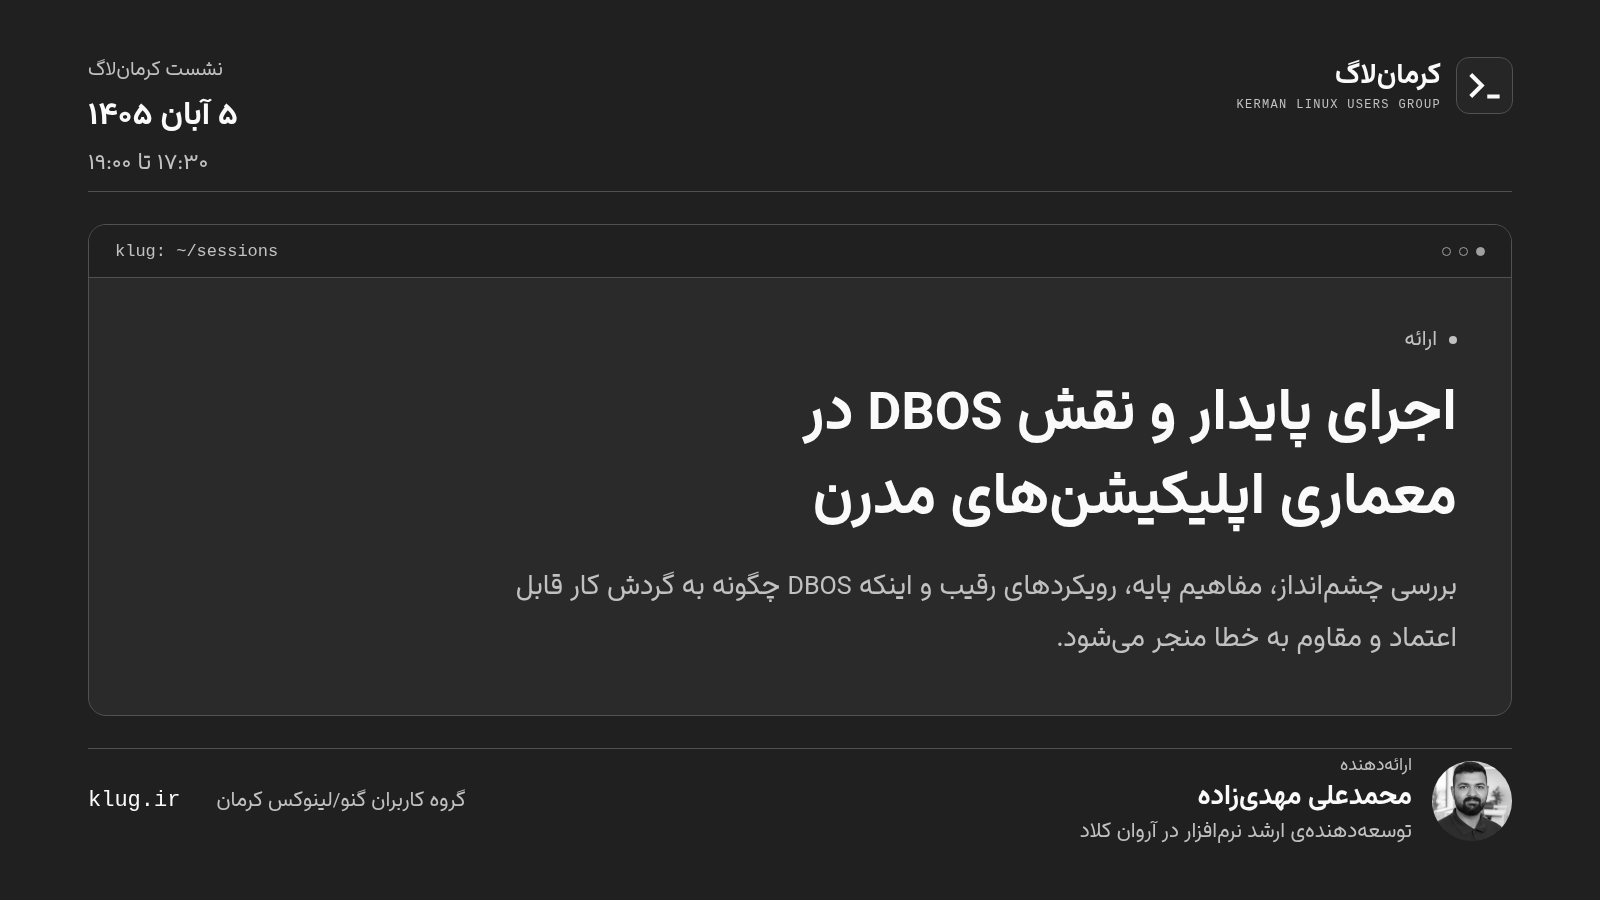 کرمان‌لاگ
KERMAN LINUX USERS GROUP
نشست کرمان‌لاگ
۵ آبان ۱۴۰۵
۱۷:۳۰ تا ۱۹:۰۰
klug: ~/sessions
ارائه
اجرای پایدار و نقش DBOS در
معماری اپلیکیشن‌های مدرن
بررسی چشم‌انداز، مفاهیم پایه، رویکردهای رقیب و اینکه DBOS چگونه به گردش کار قابل
اعتماد و مقاوم به خطا منجر می‌شود.
ارائه‌دهنده
محمدعلی مهدی‌زاده
توسعه‌دهنده‌ی ارشد نرم‌افزار در آروان کلاد
گروه کاربران گنو/لینوکس کرمان
klug.ir